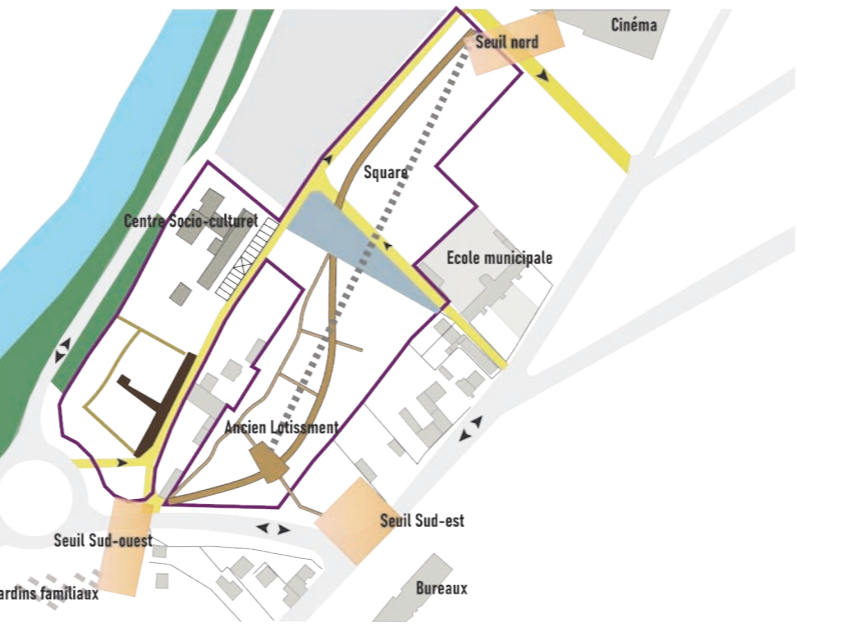 Cinéma
Seuil nord
Square
Centre Socio-culturel
Ecole municipale
Ancien Lotissment
Seuil Sud-est
Seuil Sud-ouest
Bureaux
ardins familiaux